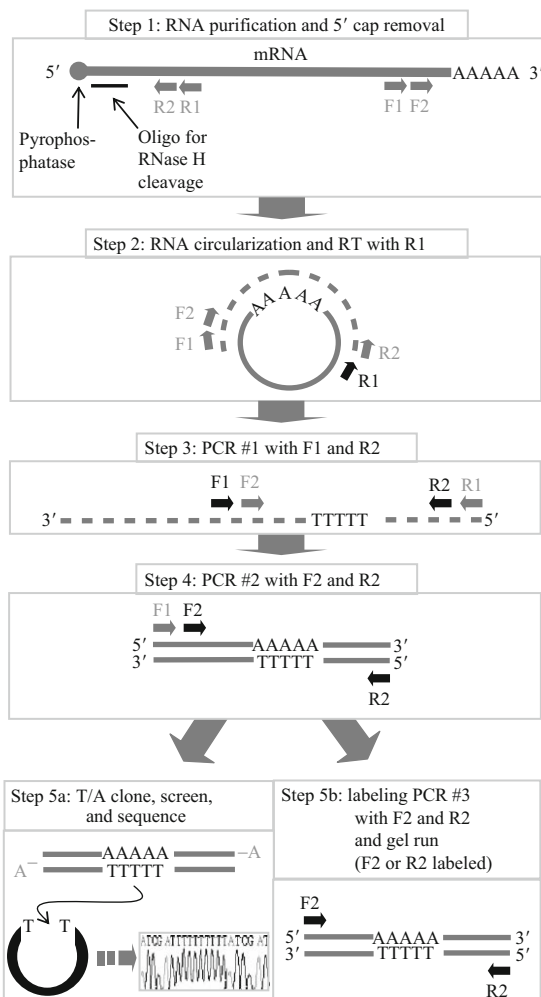 Step 1: RNA purification and 5′ cap removal
mRNA
5′ AAAAA 3′
R2 R1 F1 F2
Pyrophos-
phatase
Oligo for
RNase H
cleavage
Step 2: RNA circularization and RT with R1
AAAAA
F2
F1
R2
R1
Step 3: PCR #1 with F1 and R2
F1 F2 R2 R1
3′ TTTTT 5′
Step 4: PCR #2 with F2 and R2
F1 F2
5′ AAAAA 3′
3′ TTTTT 5′
R2
Step 5a: T/A clone, screen,
and sequence
AAAAA –A
A– TTTTT
T T
ATCG ATTTTTTTTTTATCG AT
Step 5b: labeling PCR #3
with F2 and R2
and gel run
(F2 or R2 labeled)
F2
5′ AAAAA 3′
3′ TTTTT 5′
R2